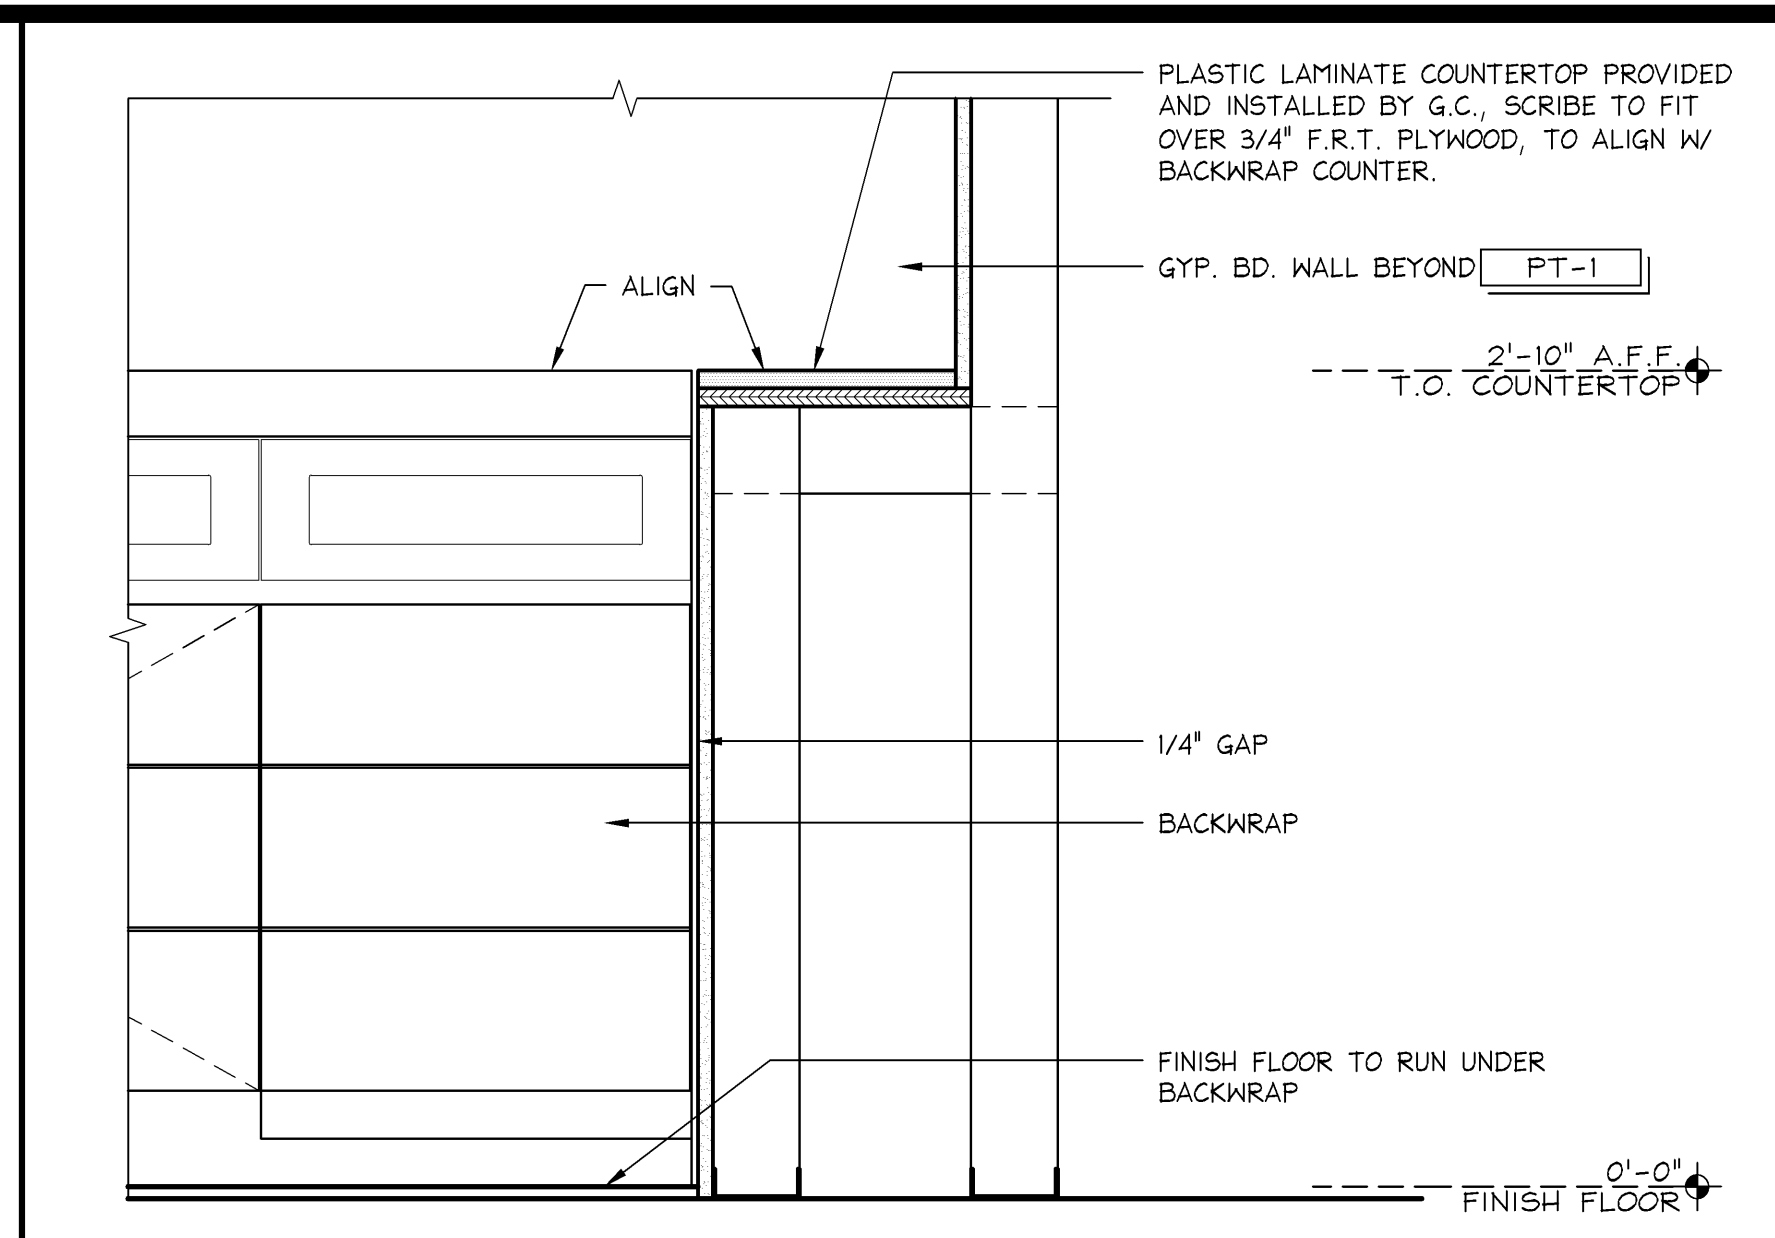 PLASTIC LAMINATE COUNTERTOP PROVIDED
AND INSTALLED BY G.C., SCRIBE TO FIT
OVER 3/4" F.R.T. PLYWOOD, TO ALIGN W/
BACKWRAP COUNTER.
GYP. BD. WALL BEYOND PT-1
ALIGN
2'-10" A.F.F.
T.O. COUNTERTOP
1/4" GAP
BACKWRAP
FINISH FLOOR TO RUN UNDER
BACKWRAP
0'-0"
FINISH FLOOR